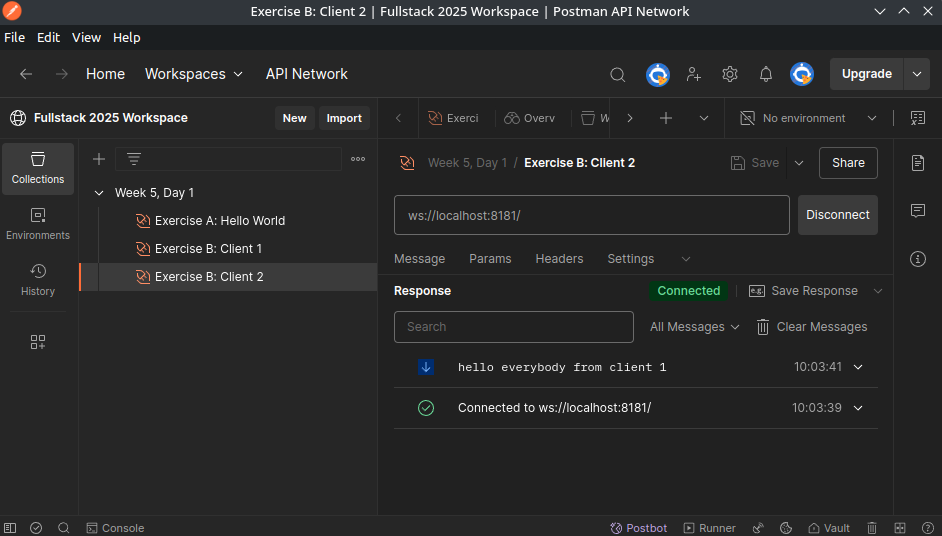 Exercise B: Client 2 | Fullstack 2025 Workspace | Postman API Network
File Edit View Help
Home Workspaces API Network Upgrade
Fullstack 2025 Workspace New Import
Exerci Overv W No environment
Collections
Environments
History
Week 5, Day 1
Exercise A: Hello World
Exercise B: Client 1
Exercise B: Client 2
Week 5, Day 1 / Exercise B: Client 2 Save Share
ws://localhost:8181/ Disconnect
Message Params Headers Settings
Response Connected e.g. Save Response
Search All Messages Clear Messages
hello everybody from client 1 10:03:41
Connected to ws://localhost:8181/ 10:03:39
Console Postbot Runner Vault